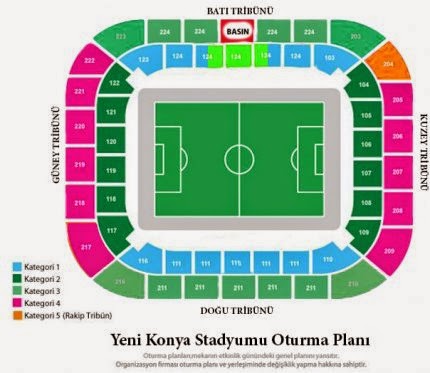 BATI TRİBÜNÜ
223 224 224 BASIN 224 224 203
123 124 124 124 124 124 103
222 204
122 104
221 205
121 105
220 206
120 106
GÜNEY TRİBÜNÜ
KUZEY TRİBÜNÜ
219 207
119 107
218 208
118 108
117 109
217 209
116 111 111 111 111 111 110
216 211 211 211 211 211 210
DOĞU TRİBÜNÜ
Kategori 1
Kategori 2
Kategori 3
Kategori 4
Kategori 5 (Rakip Tribün)
Yeni Konya Stadyumu Oturma Planı
Oturma planları,mekanın etkinlik günündeki genel planını yansıtır.
Organizasyon firması oturma planı ve yerleşiminde değişiklik yapma hakkına sahiptir.